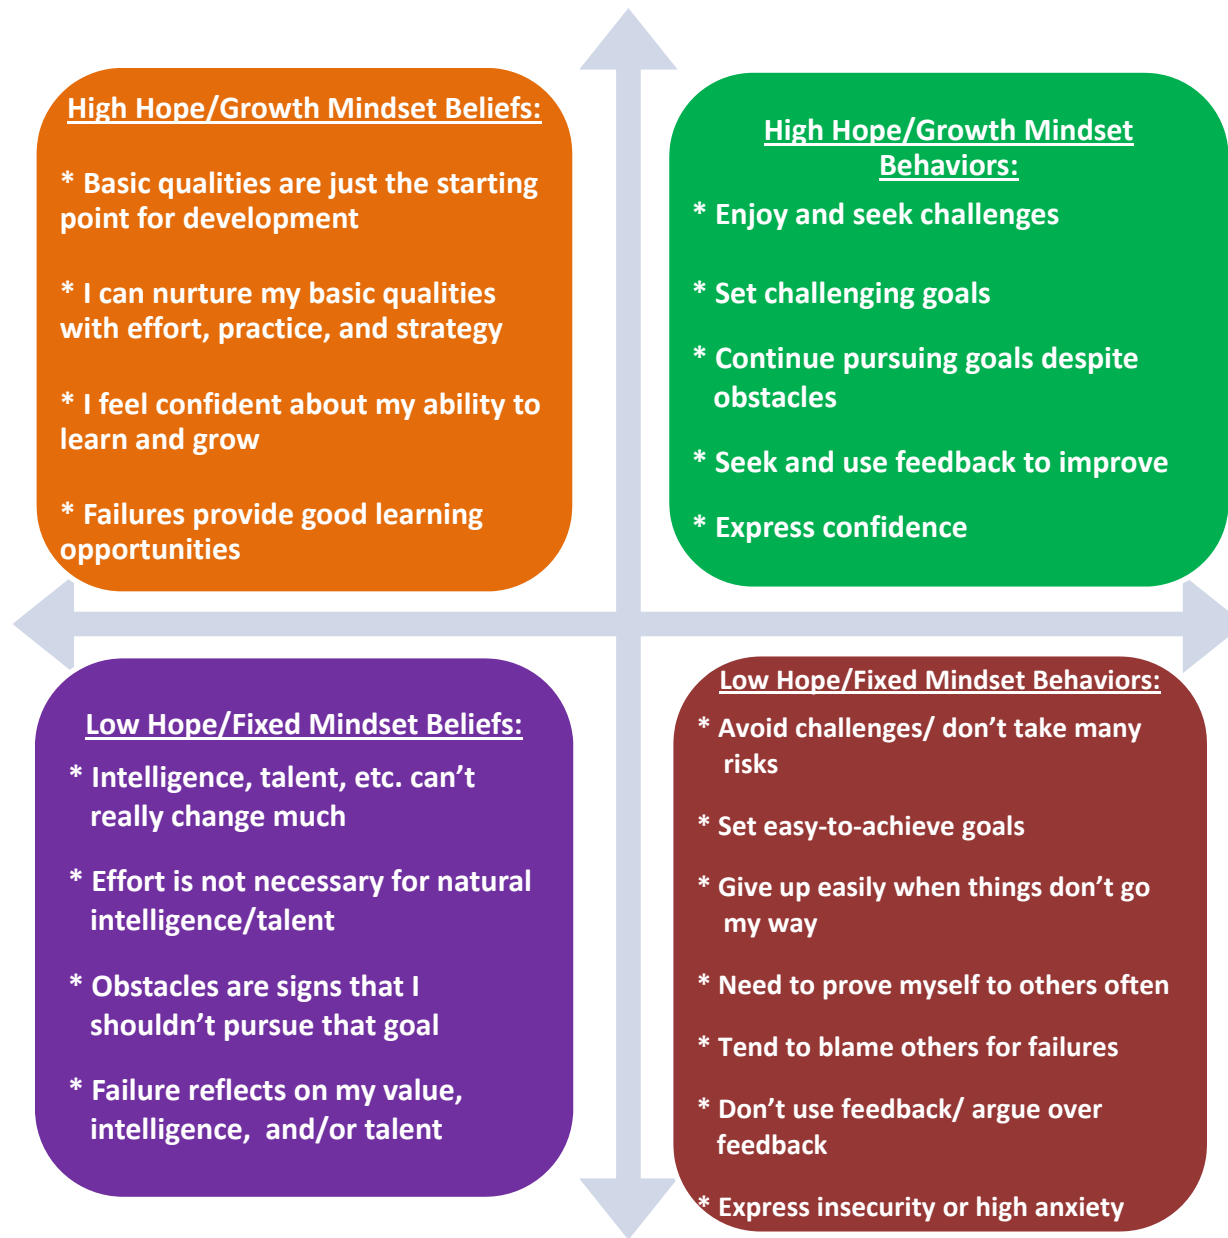 High Hope/Growth Mindset Beliefs:
* Basic qualities are just the starting
point for development
* I can nurture my basic qualities
with effort, practice, and strategy
* I feel confident about my ability to
learn and grow
* Failures provide good learning
opportunities
High Hope/Growth Mindset
Behaviors:
* Enjoy and seek challenges
* Set challenging goals
* Continue pursuing goals despite
obstacles
* Seek and use feedback to improve
* Express confidence
Low Hope/Fixed Mindset Beliefs:
* Intelligence, talent, etc. can’t
really change much
* Effort is not necessary for natural
intelligence/talent
* Obstacles are signs that I
shouldn’t pursue that goal
* Failure reflects on my value,
intelligence, and/or talent
Low Hope/Fixed Mindset Behaviors:
* Avoid challenges/ don’t take many
risks
* Set easy-to-achieve goals
* Give up easily when things don’t go
my way
* Need to prove myself to others often
* Tend to blame others for failures
* Don’t use feedback/ argue over
feedback
* Express insecurity or high anxiety